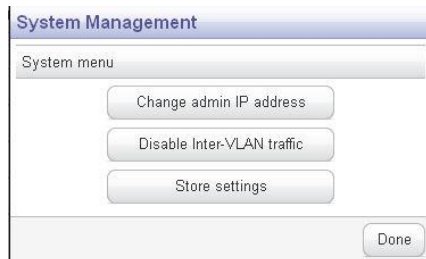 System Management
System menu
Change admin IP address
Disable Inter-VLAN traffic
Store settings
Done